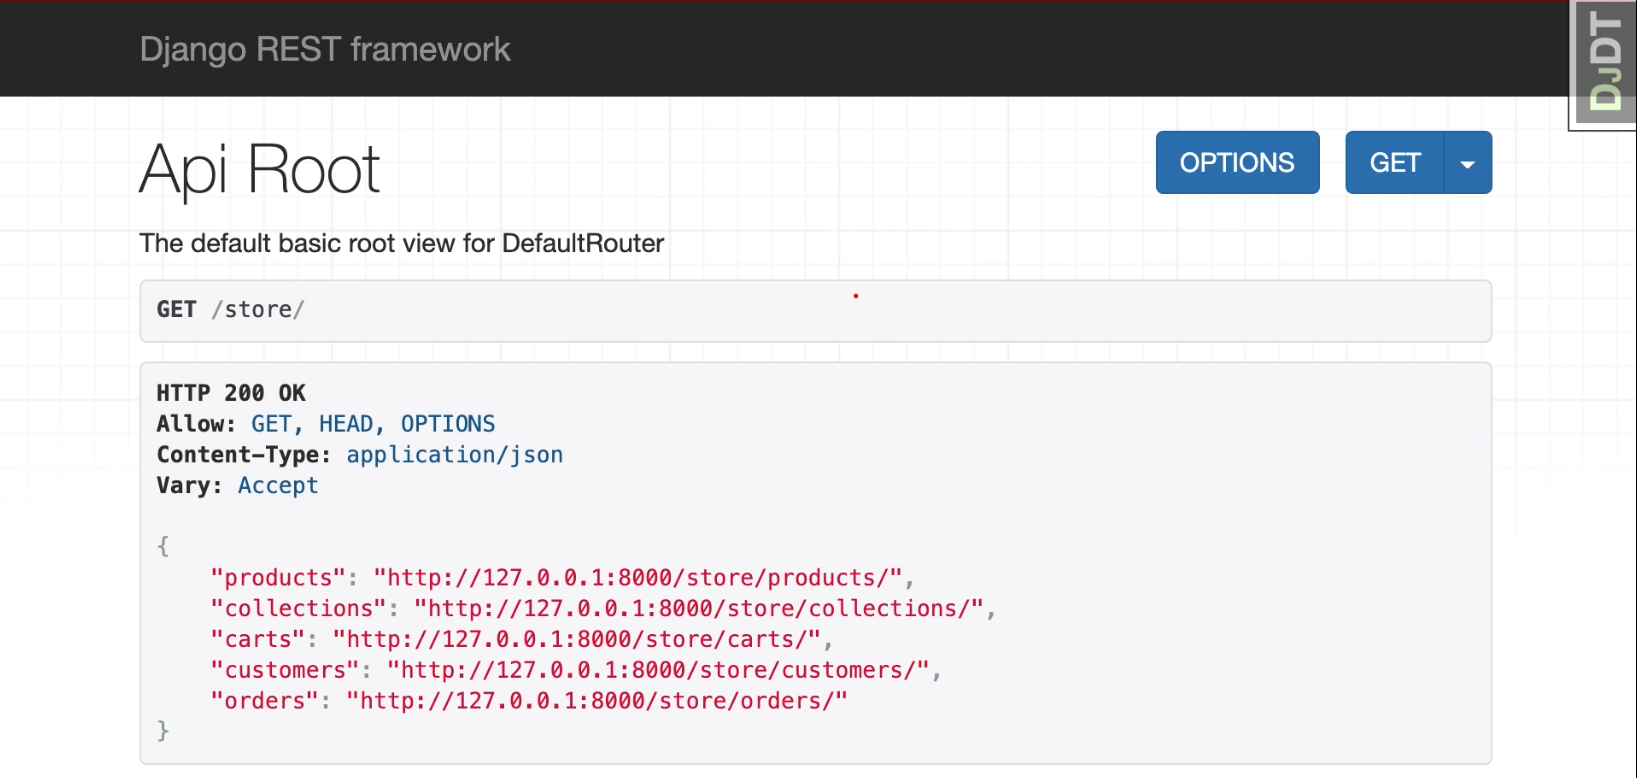 Django REST framework
DJDT
Api Root
OPTIONS
GET
The default basic root view for DefaultRouter
GET /store/
HTTP 200 OK
Allow: GET, HEAD, OPTIONS
Content-Type: application/json
Vary: Accept
{
    "products": "http://127.0.0.1:8000/store/products/",
    "collections": "http://127.0.0.1:8000/store/collections/",
    "carts": "http://127.0.0.1:8000/store/carts/",
    "customers": "http://127.0.0.1:8000/store/customers/",
    "orders": "http://127.0.0.1:8000/store/orders/"
}